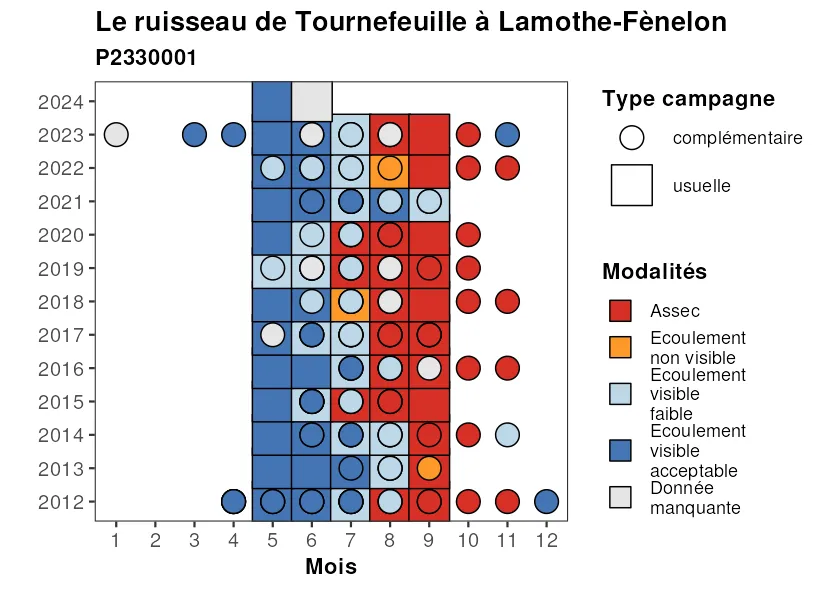 Le ruisseau de Tournefeuille à Lamothe-Fènelon
P2330001
2024
2023
2022
2021
2020
2019
2018
2017
2016
2015
2014
2013
2012
1 2 3 4 5 6 7 8 9 10 11 12
Mois
Type campagne
complémentaire
usuelle
Modalités
Assec
Ecoulement
non visible
Ecoulement
visible
faible
Ecoulement
visible
acceptable
Donnée
manquante